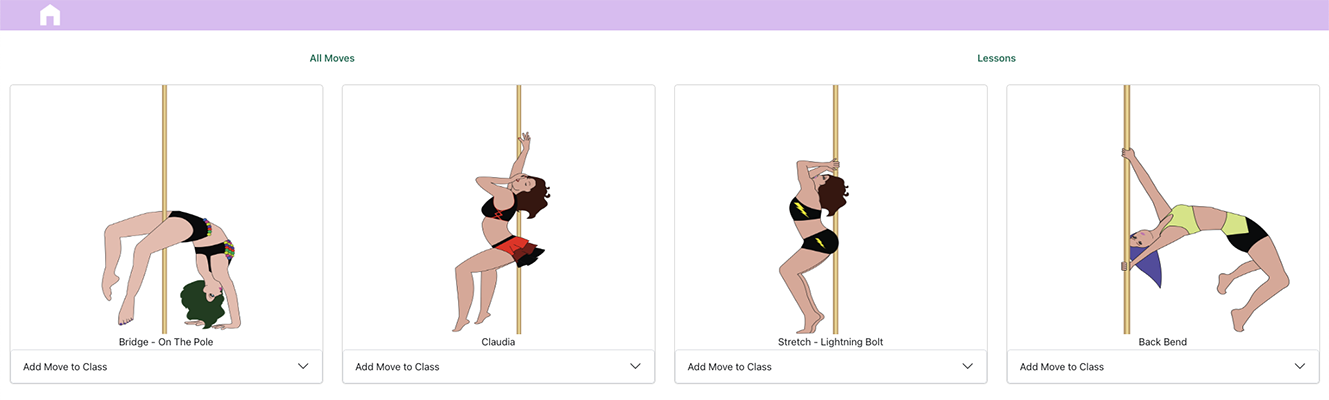 All Moves
Lessons
Bridge - On The Pole
Add Move to Class
Claudia
Add Move to Class
Stretch - Lightning Bolt
Add Move to Class
Back Bend
Add Move to Class